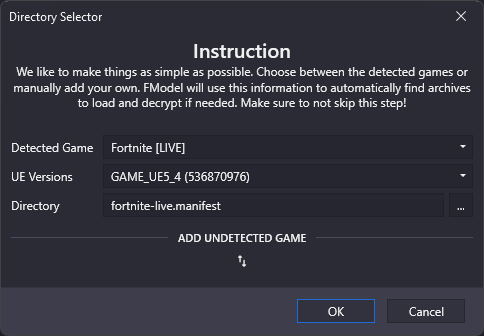 Directory Selector
Instruction
We like to make things as simple as possible. Choose between the detected games or
manually add your own. FModel will use this information to automatically find archives
to load and decrypt if needed. Make sure to not skip this step!
Detected Game Fortnite [LIVE]
UE Versions GAME_UE5_4 (536870976)
Directory fortnite-live.manifest ...
ADD UNDETECTED GAME
OK Cancel